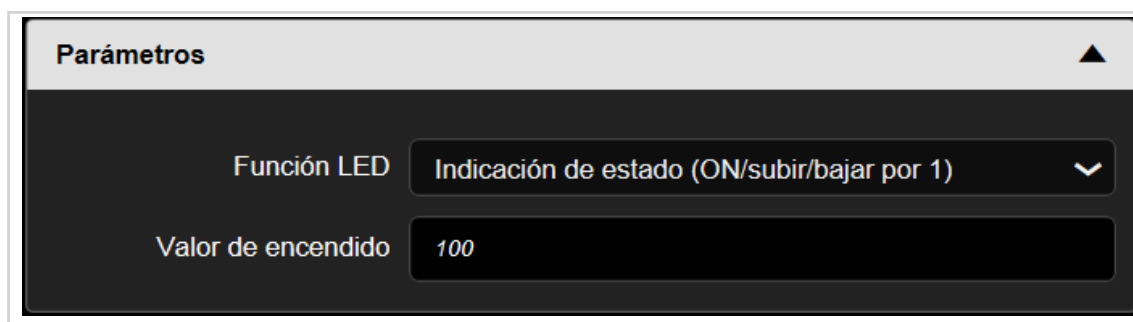 Parámetros
Función LED
Indicación de estado (ON/subir/bajar por 1)
Valor de encendido
100